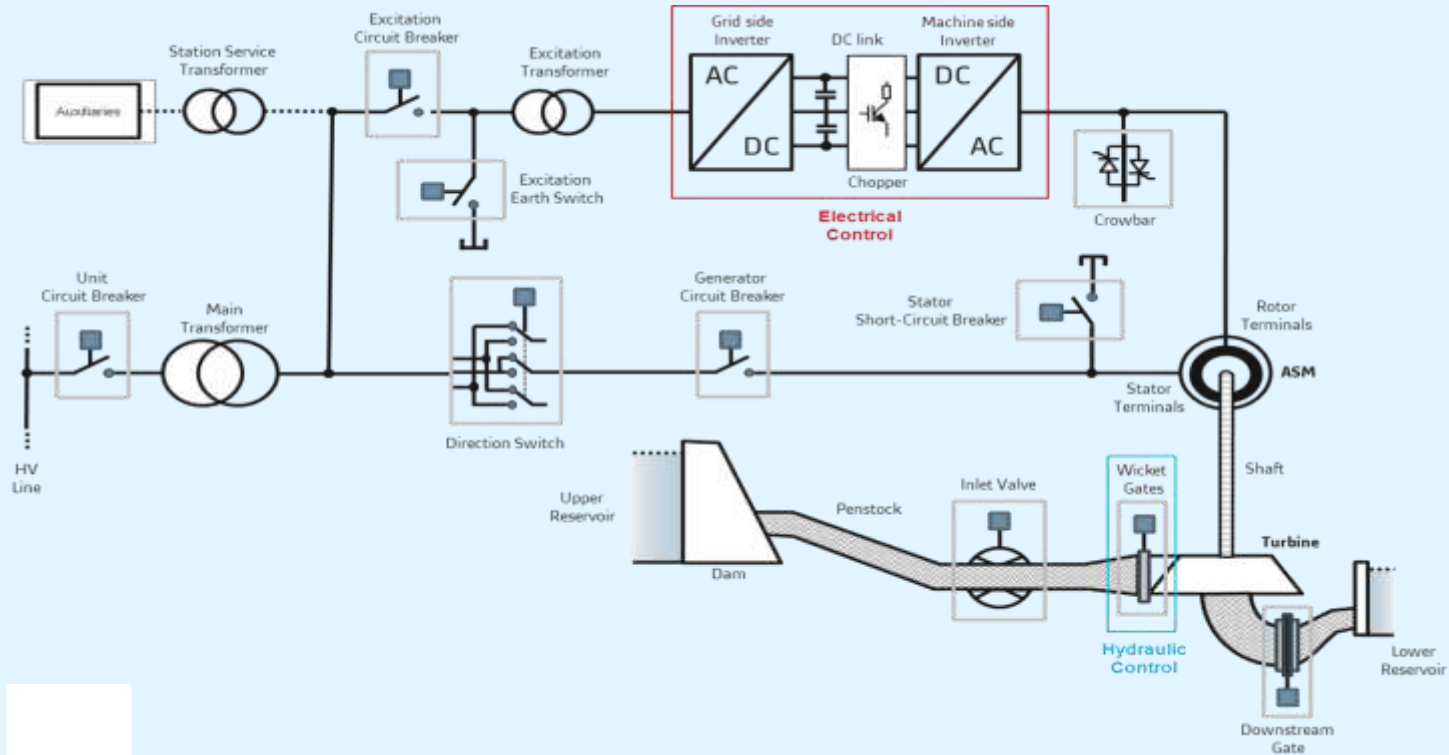 Excitation
Circuit Breaker
Station Service
Transformer
Excitation
Transformer
Grid side
Inverter
DC link
Machine side
Inverter
Auxiliaries
AC
DC
DC
AC
Chopper
Excitation
Earth Switch
Crowbar
Electrical
Control
Unit
Circuit Breaker
Main
Transformer
Generator
Circuit Breaker
Stator
Short-Circuit Breaker
Rotor
Terminals
ASM
Stator
Terminals
Direction Switch
HV
Line
Upper
Reservoir
Penstock
Inlet Valve
Wicket
Gates
Shaft
Turbine
Dam
Hydraulic
Control
Lower
Reservoir
Downstream
Gate